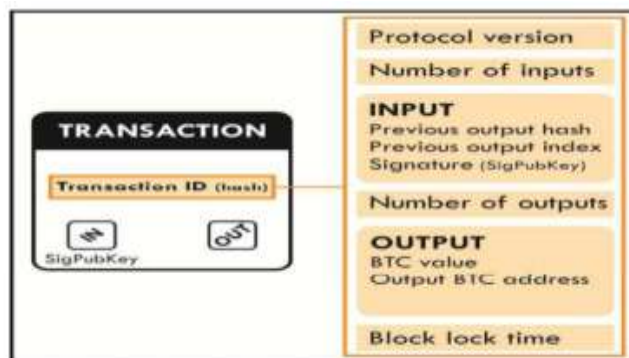 TRANSACTION
Transaction ID (hash)
IN
OUT
SigPubKey
Protocol version
Number of inputs
INPUT
Previous output hash
Previous output index
Signature (SigPubKey)
Number of outputs
OUTPUT
BTC value
Output BTC address
Block lock time